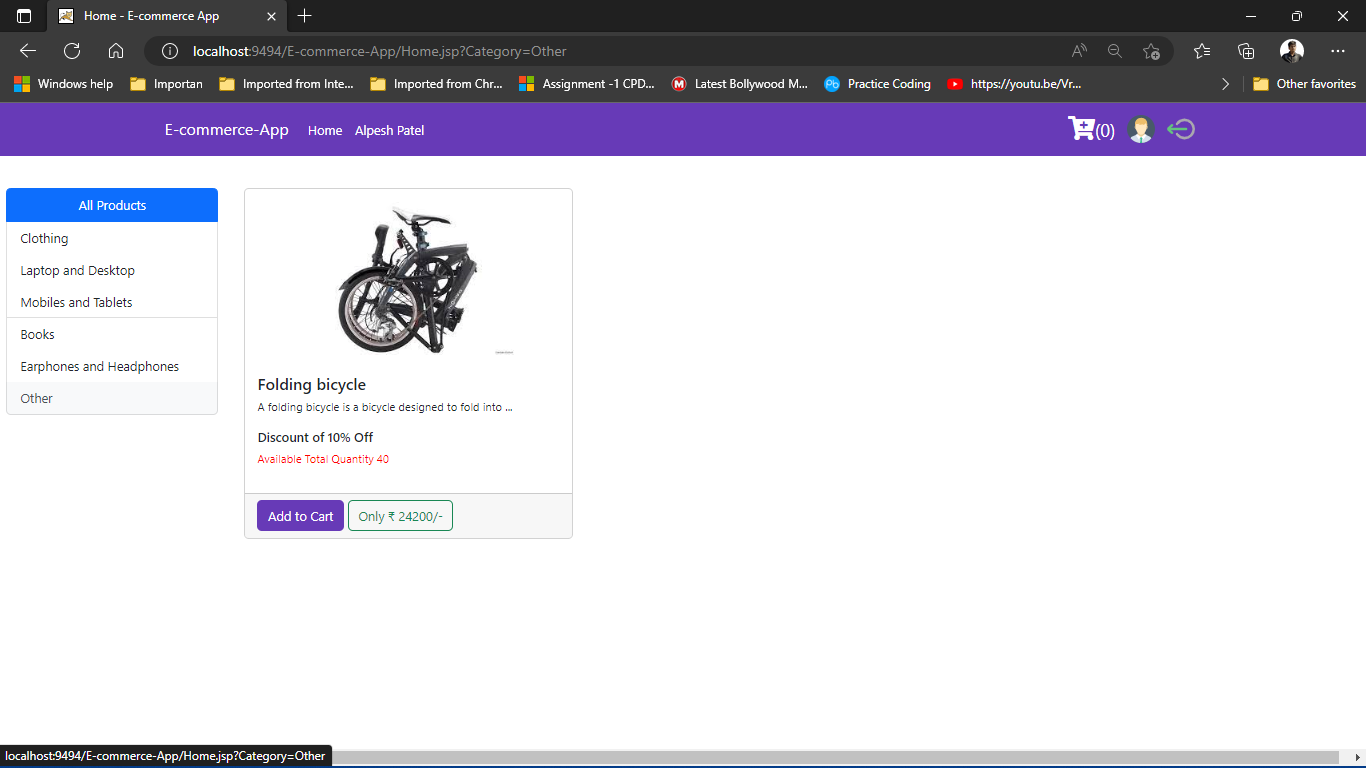 Home - E-commerce App
localhost:9494/E-commerce-App/Home.jsp?Category=Other
Windows help Importan Imported from Inte... Imported from Chr... Assignment -1 CPD... Latest Bollywood M... Practice Coding https://youtu.be/Vr... Other favorites
E-commerce-App Home Alpesh Patel (0)
All Products
Clothing
Laptop and Desktop
Mobiles and Tablets
Books
Earphones and Headphones
Other
Folding bicycle
A folding bicycle is a bicycle designed to fold into ...
Discount of 10% Off
Available Total Quantity 40
Add to Cart Only ₹ 24200/-
localhost:9494/E-commerce-App/Home.jsp?Category=Other